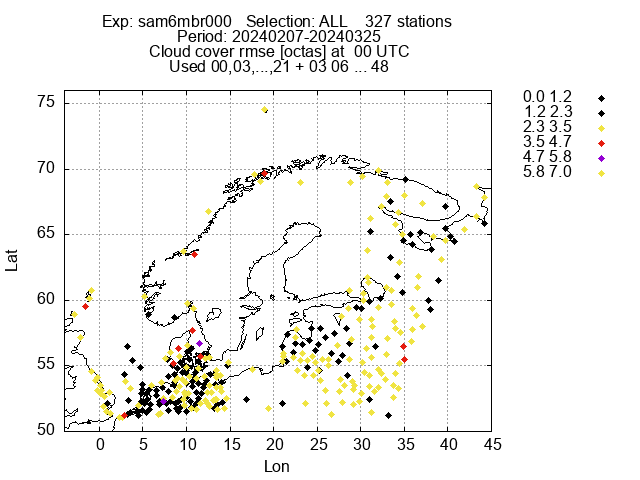 Exp: sam6mbr000 Selection: ALL 327 stations
Period: 20240207-20240325
Cloud cover rmse [octas] at 00 UTC
Used 00,03,...,21 + 03 06 ... 48
0.0 1.2
1.2 2.3
2.3 3.5
3.5 4.7
4.7 5.8
5.8 7.0
75
70
65
60
55
50
Lat
0 5 10 15 20 25 30 35 40 45
Lon